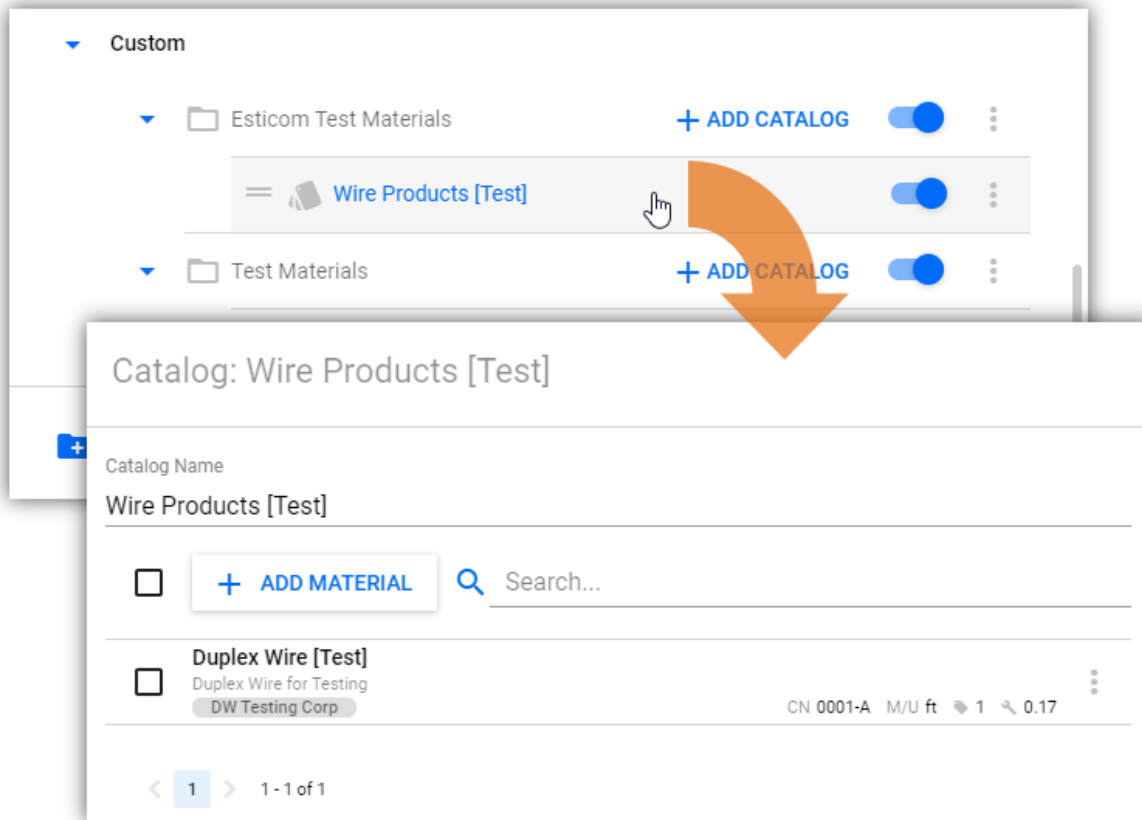 Custom
Esticom Test Materials + ADD CATALOG
Wire Products [Test]
Test Materials + ADD CATALOG
Catalog: Wire Products [Test]
Catalog Name
Wire Products [Test]
+ ADD MATERIAL Search...
Duplex Wire [Test]
Duplex Wire for Testing
DW Testing Corp CN 0001-A M/U ft 1 0.17
< 1 > 1 - 1 of 1